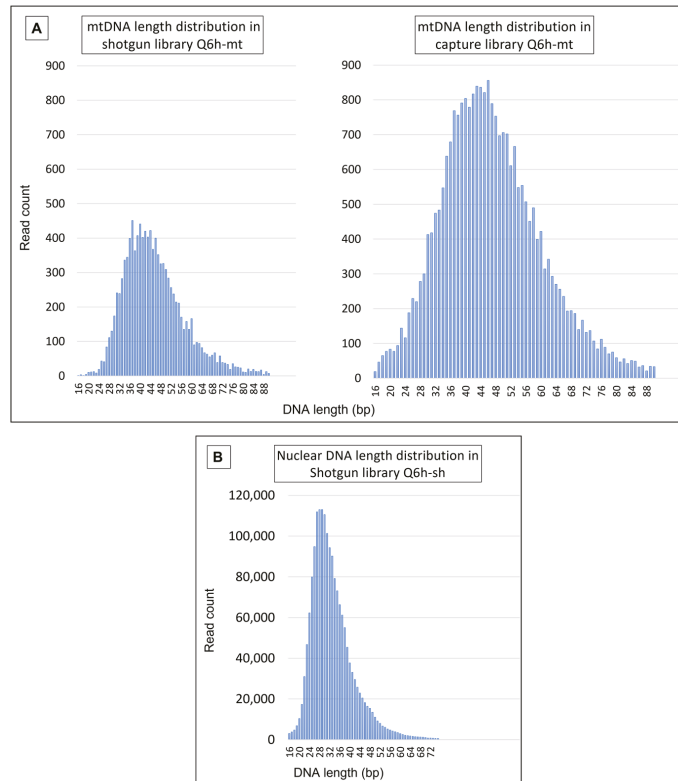 A
mtDNA length distribution in
shotgun library Q6h-mt
900
800
700
600
500
400
300
200
100
0
Read count
16 20 24 28 32 36 40 44 48 52 56 60 64 68 72 76 80 84 88
mtDNA length distribution in
capture library Q6h-mt
900
800
700
600
500
400
300
200
100
0
16 20 24 28 32 36 40 44 48 52 56 60 64 68 72 76 80 84 88
DNA length (bp)
B
Nuclear DNA length distribution in
Shotgun library Q6h-sh
120,000
100,000
80,000
60,000
40,000
20,000
0
Read count
16 20 24 28 32 36 40 44 48 52 56 60 64 68 72
DNA length (bp)